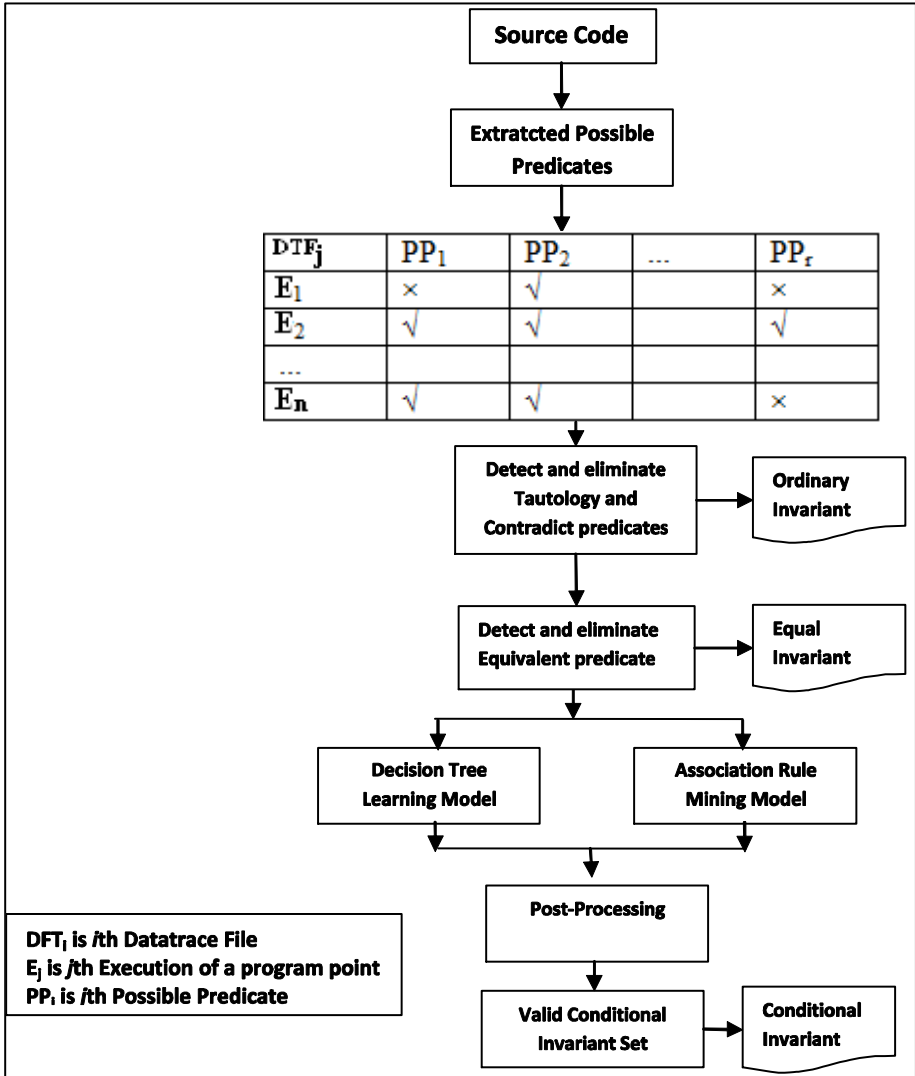 Source Code
Extratcted Possible
Predicates
DTFj PP1 PP2 ... PPr
E1 × √ ×
E2 √ √ √
...
En √ √ ×
Detect and eliminate
Tautology and
Contradict predicates
Ordinary
Invariant
Detect and eliminate
Equivalent predicate
Equal
Invariant
Decision Tree
Learning Model
Association Rule
Mining Model
Post-Processing
DFTi is ith Datatrace File
Ej is jth Execution of a program point
PPi is ith Possible Predicate
Valid Conditional
Invariant Set
Conditional
Invariant